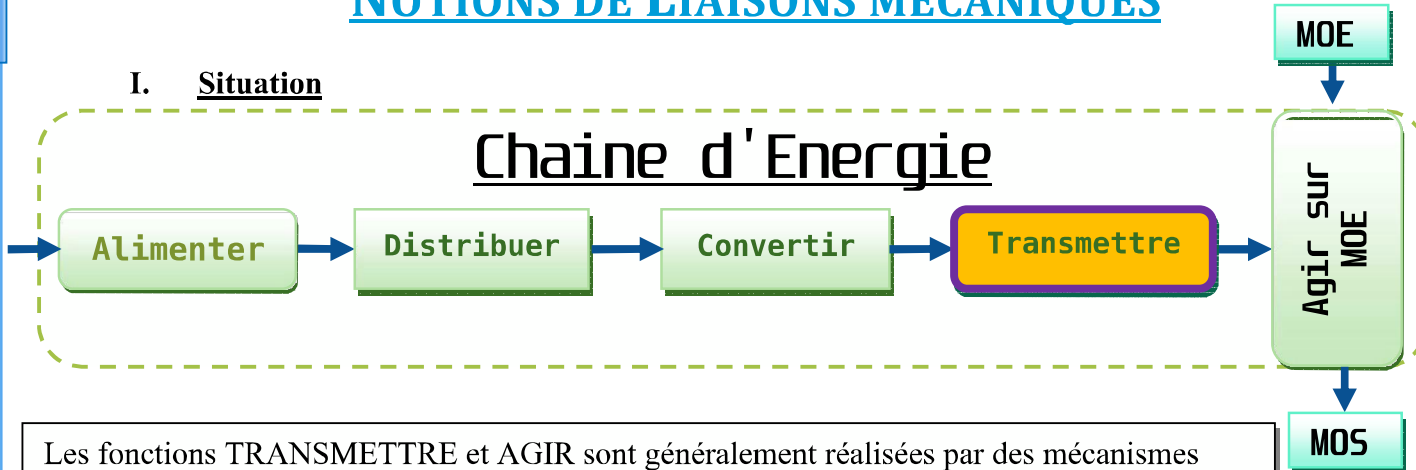 NOTIONS DE LIAISONS MECANIQUES
MOE
I. Situation
Chaine d'Energie
Alimenter
Distribuer
Convertir
Transmettre
Agir sur
MOE
MOS
Les fonctions TRANSMETTRE et AGIR sont généralement réalisées par des mécanismes